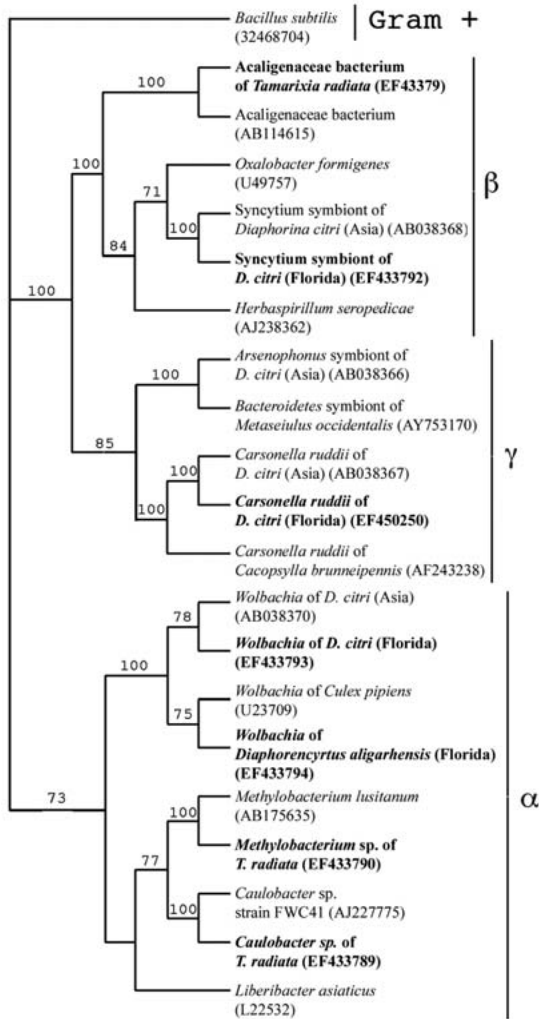 Bacillus subtilis
(32468704)
Gram +
Acaligenaceae bacterium
of Tamarixia radiata (EF43379)
100
Acaligenaceae bacterium
(AB114615)
100
Oxalobacter formigenes
(U49757)
71
β
Syncytium symbiont of
Diaphorina citri (Asia) (AB038368)
100
84
Syncytium symbiont of
D. citri (Florida) (EF433792)
100
Herbaspirillum seropedicae
(AJ238362)
Arsenophonus symbiont of
D. citri (Asia) (AB038366)
100
Bacteroidetes symbiont of
Metaseiulus occidentalis (AY753170)
85
Carsonella ruddii of
D. citri (Asia) (AB038367)
γ
100
Carsonella ruddii of
D. citri (Florida) (EF450250)
100
Carsonella ruddii of
Cacopsylla brunneipennis (AF243238)
Wolbachia of D. citri (Asia)
(AB038370)
78
Wolbachia of D. citri (Florida)
(EF433793)
100
Wolbachia of Culex pipiens
(U23709)
75
Wolbachia of
Diaphorencyrtus aligarhensis (Florida)
(EF433794)
73
α
Methylobacterium lusitanum
(AB175635)
100
Methylobacterium sp. of
T. radiata (EF433790)
77
Caulobacter sp.
strain FWC41 (AJ227775)
100
Caulobacter sp. of
T. radiata (EF433789)
Liberibacter asiaticus
(L22532)